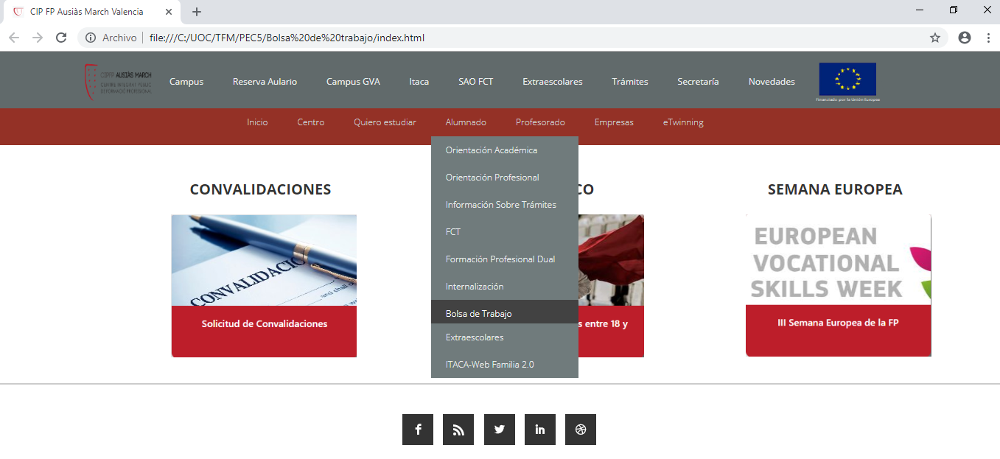 CIP FP Ausiàs March Valencia
Archivo file:///C:/UOC/TFM/PEC5/Bolsa%20de%20trabajo/index.html
CIPFP AUSIÀS MARCH
CENTRE INTEGRAT PÚBLIC
DE FORMACIÓ PROFESSIONAL
Campus Reserva Aulario Campus GVA Itaca SAO FCT Extraescolares Trámites Secretaría Novedades
Financiado por la Unión Europea
Inicio Centro Quiero estudiar Alumnado Profesorado Empresas eTwinning
Orientación Académica
Orientación Profesional
Información Sobre Trámites
FCT
Formación Profesional Dual
Internalización
Bolsa de Trabajo
Extraescolares
ITACA-Web Familia 2.0
CONVALIDACIONES
CONVALIDACIO
Solicitud de Convalidaciones
CO
s entre 18 y
SEMANA EUROPEA
EUROPEAN
VOCATIONAL
SKILLS WEEK
III Semana Europea de la FP